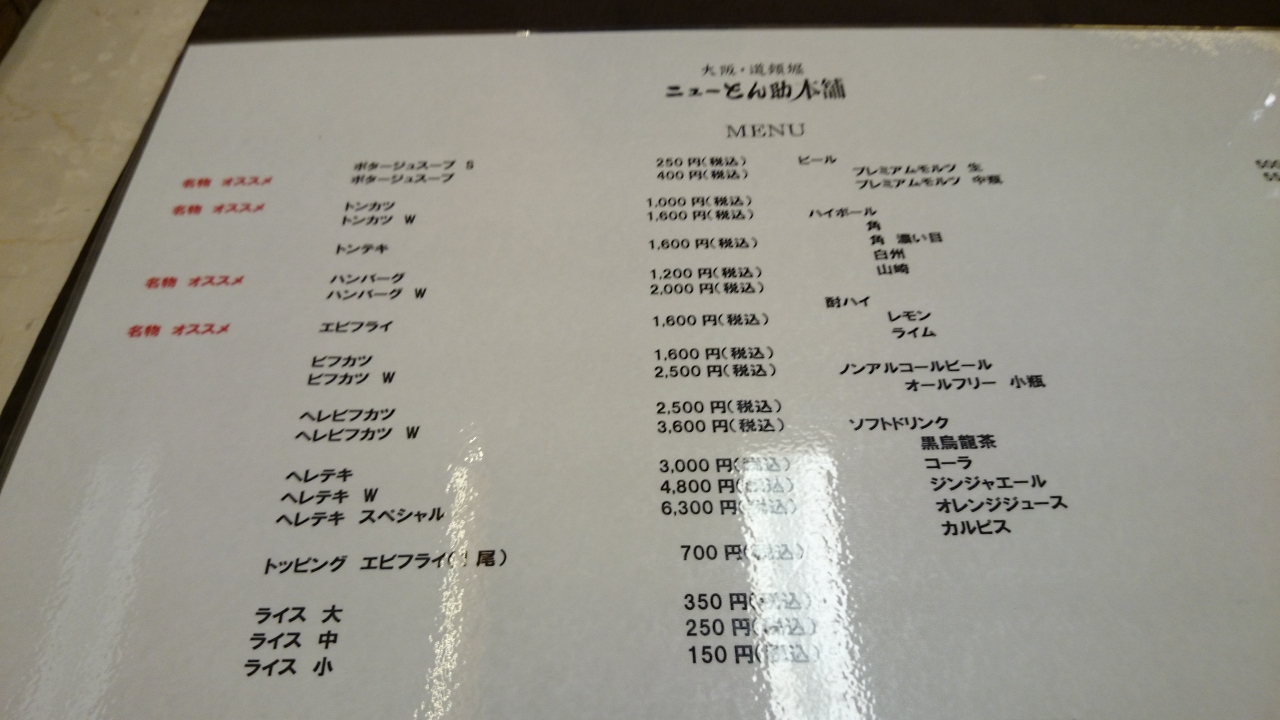 大阪・道頓堀
ニューとん助本舗
MENU
ポタージュスープ S 250円(税込)
名物 オススメ ポタージュスープ 400円(税込)
名物 オススメ トンカツ 1,000円(税込)
トンカツ W 1,600円(税込)
トンテキ 1,600円(税込)
名物 オススメ ハンバーグ 1,200円(税込)
ハンバーグ W 2,000円(税込)
名物 オススメ エビフライ 1,600円(税込)
ビフカツ 1,600円(税込)
ビフカツ W 2,500円(税込)
ヘレビフカツ 2,500円(税込)
ヘレビフカツ W 3,600円(税込)
ヘレテキ 3,000円(税込)
ヘレテキ W 4,800円(税込)
ヘレテキ スペシャル 6,300円(税込)
トッピング エビフライ( 尾) 700円(税込)
ライス 大 350円(税込)
ライス 中 250円(税込)
ライス 小 150円(税込)
ビール
プレミアムモルツ 生
プレミアムモルツ 中瓶
ハイボール
角
角 濃い目
白州
山崎
酎ハイ
レモン
ライム
ノンアルコールビール
オールフリー 小瓶
ソフトドリンク
黒烏龍茶
コーラ
ジンジャエール
オレンジジュース
カルピス